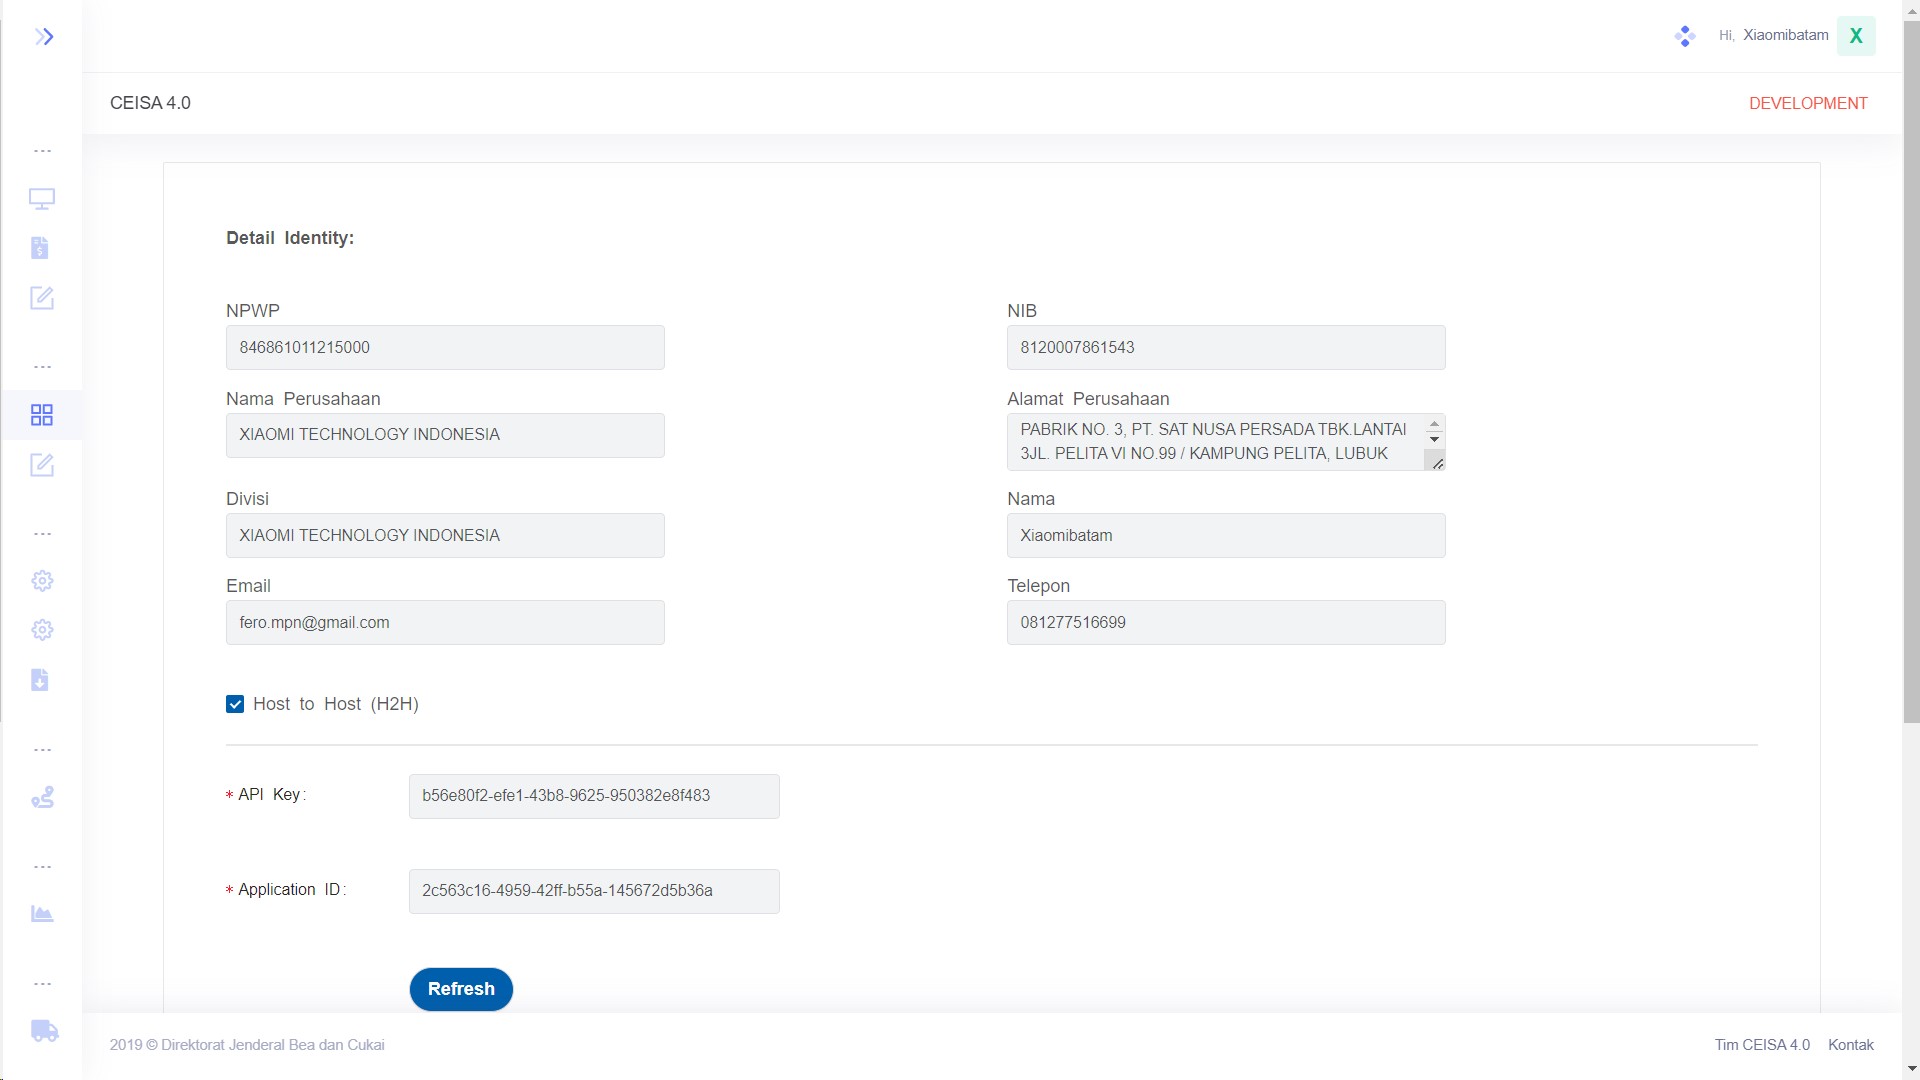 Hi, Xiaomibatam X
CEISA 4.0
DEVELOPMENT
Detail Identity:
NPWP
846861011215000
NIB
8120007861543
Nama Perusahaan
XIAOMI TECHNOLOGY INDONESIA
Alamat Perusahaan
PABRIK NO. 3, PT. SAT NUSA PERSADA TBK.LANTAI
3JL. PELITA VI NO.99 / KAMPUNG PELITA, LUBUK
Divisi
XIAOMI TECHNOLOGY INDONESIA
Nama
Xiaomibatam
Email
fero.mpn@gmail.com
Telepon
081277516699
Host to Host (H2H)
* API Key:
b56e80f2-efe1-43b8-9625-950382e8f483
* Application ID:
2c563c16-4959-42ff-b55a-145672d5b36a
Refresh
2019 © Direktorat Jenderal Bea dan Cukai
Tim CEISA 4.0 Kontak